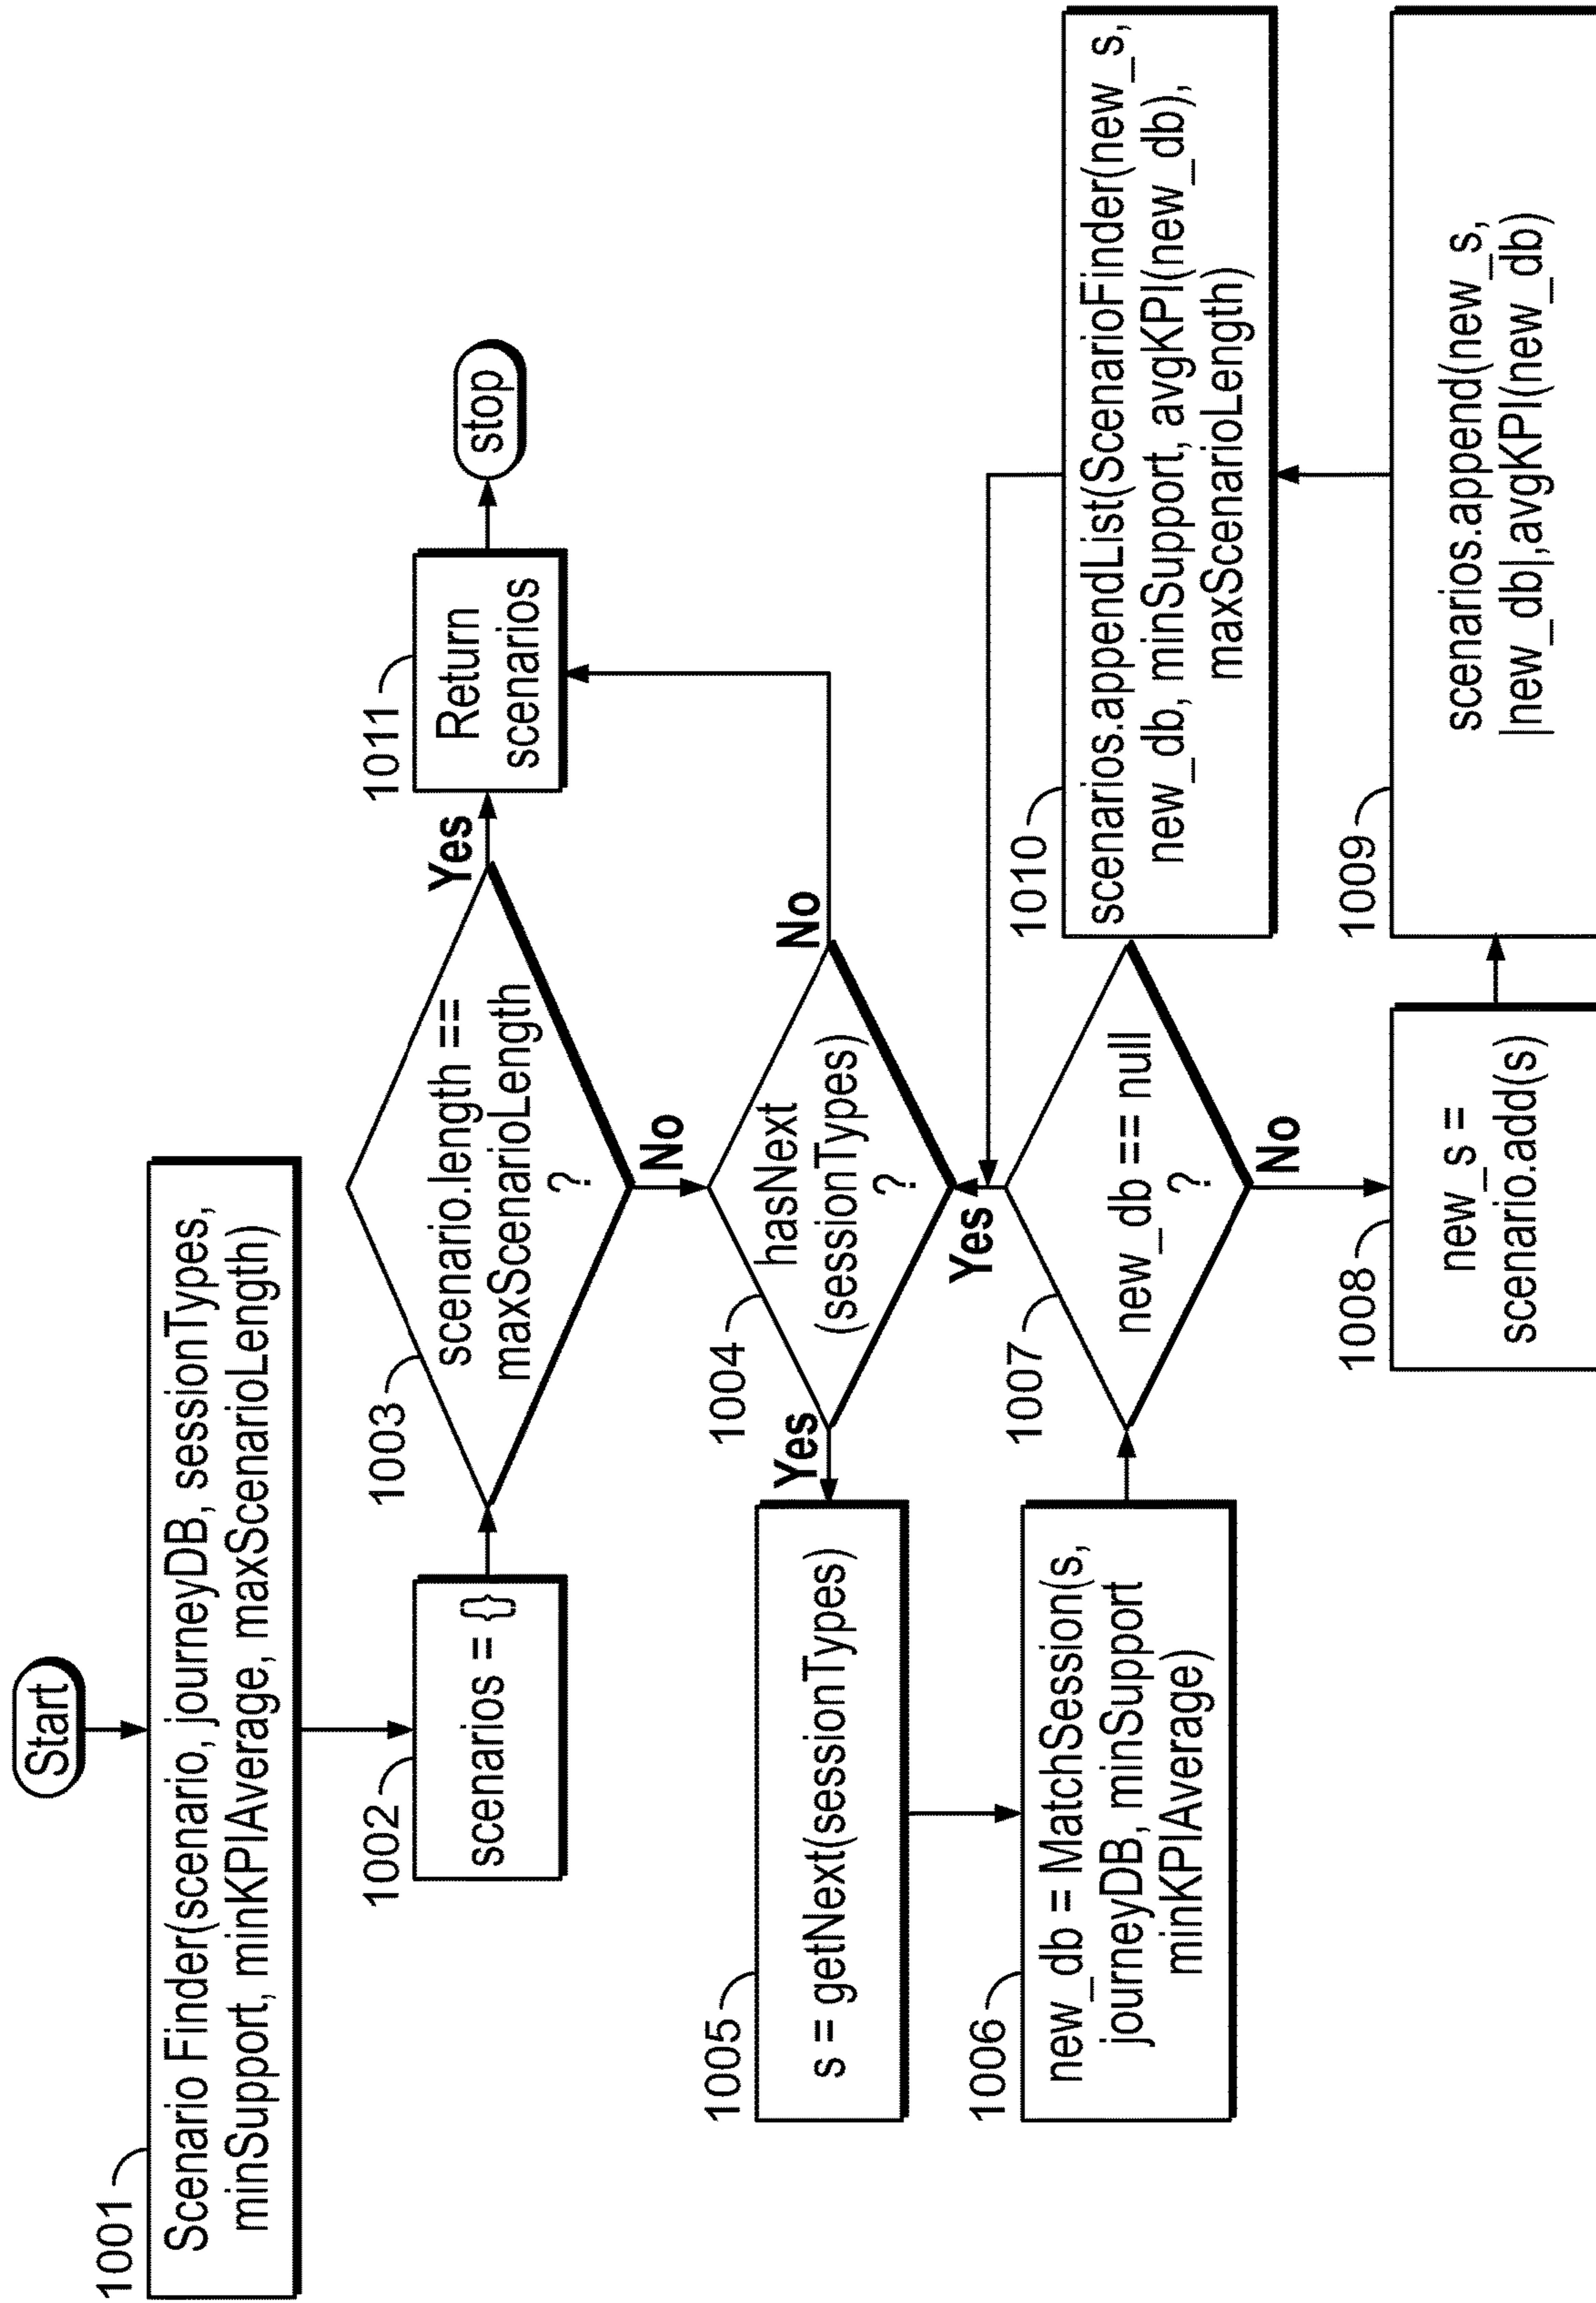 Start
1001
Scenario Finder(scenario, journeyDB, sessionTypes,
minSupport, minKPIAverage, maxScenarioLength)
1002
scenarios = {}
1003
scenario.length ==
maxScenarioLength
?
Yes
No
1011
Return
scenarios
stop
1004
hasNext
(sessionTypes)
?
Yes
No
1005
s = getNext(sessionTypes)
1006
new_db = MatchSession(s,
journeyDB, minSupport
minKPIAverage)
1007
new_db == null
?
Yes
No
1008
new_s =
scenario.add(s)
1009
scenarios.append(new_s,
|new_db|,avgKPI(new_db)
1010
scenarios.appendList(ScenarioFinder(new_s,
new_db, minSupport, avgKPI(new_db),
maxScenarioLength)